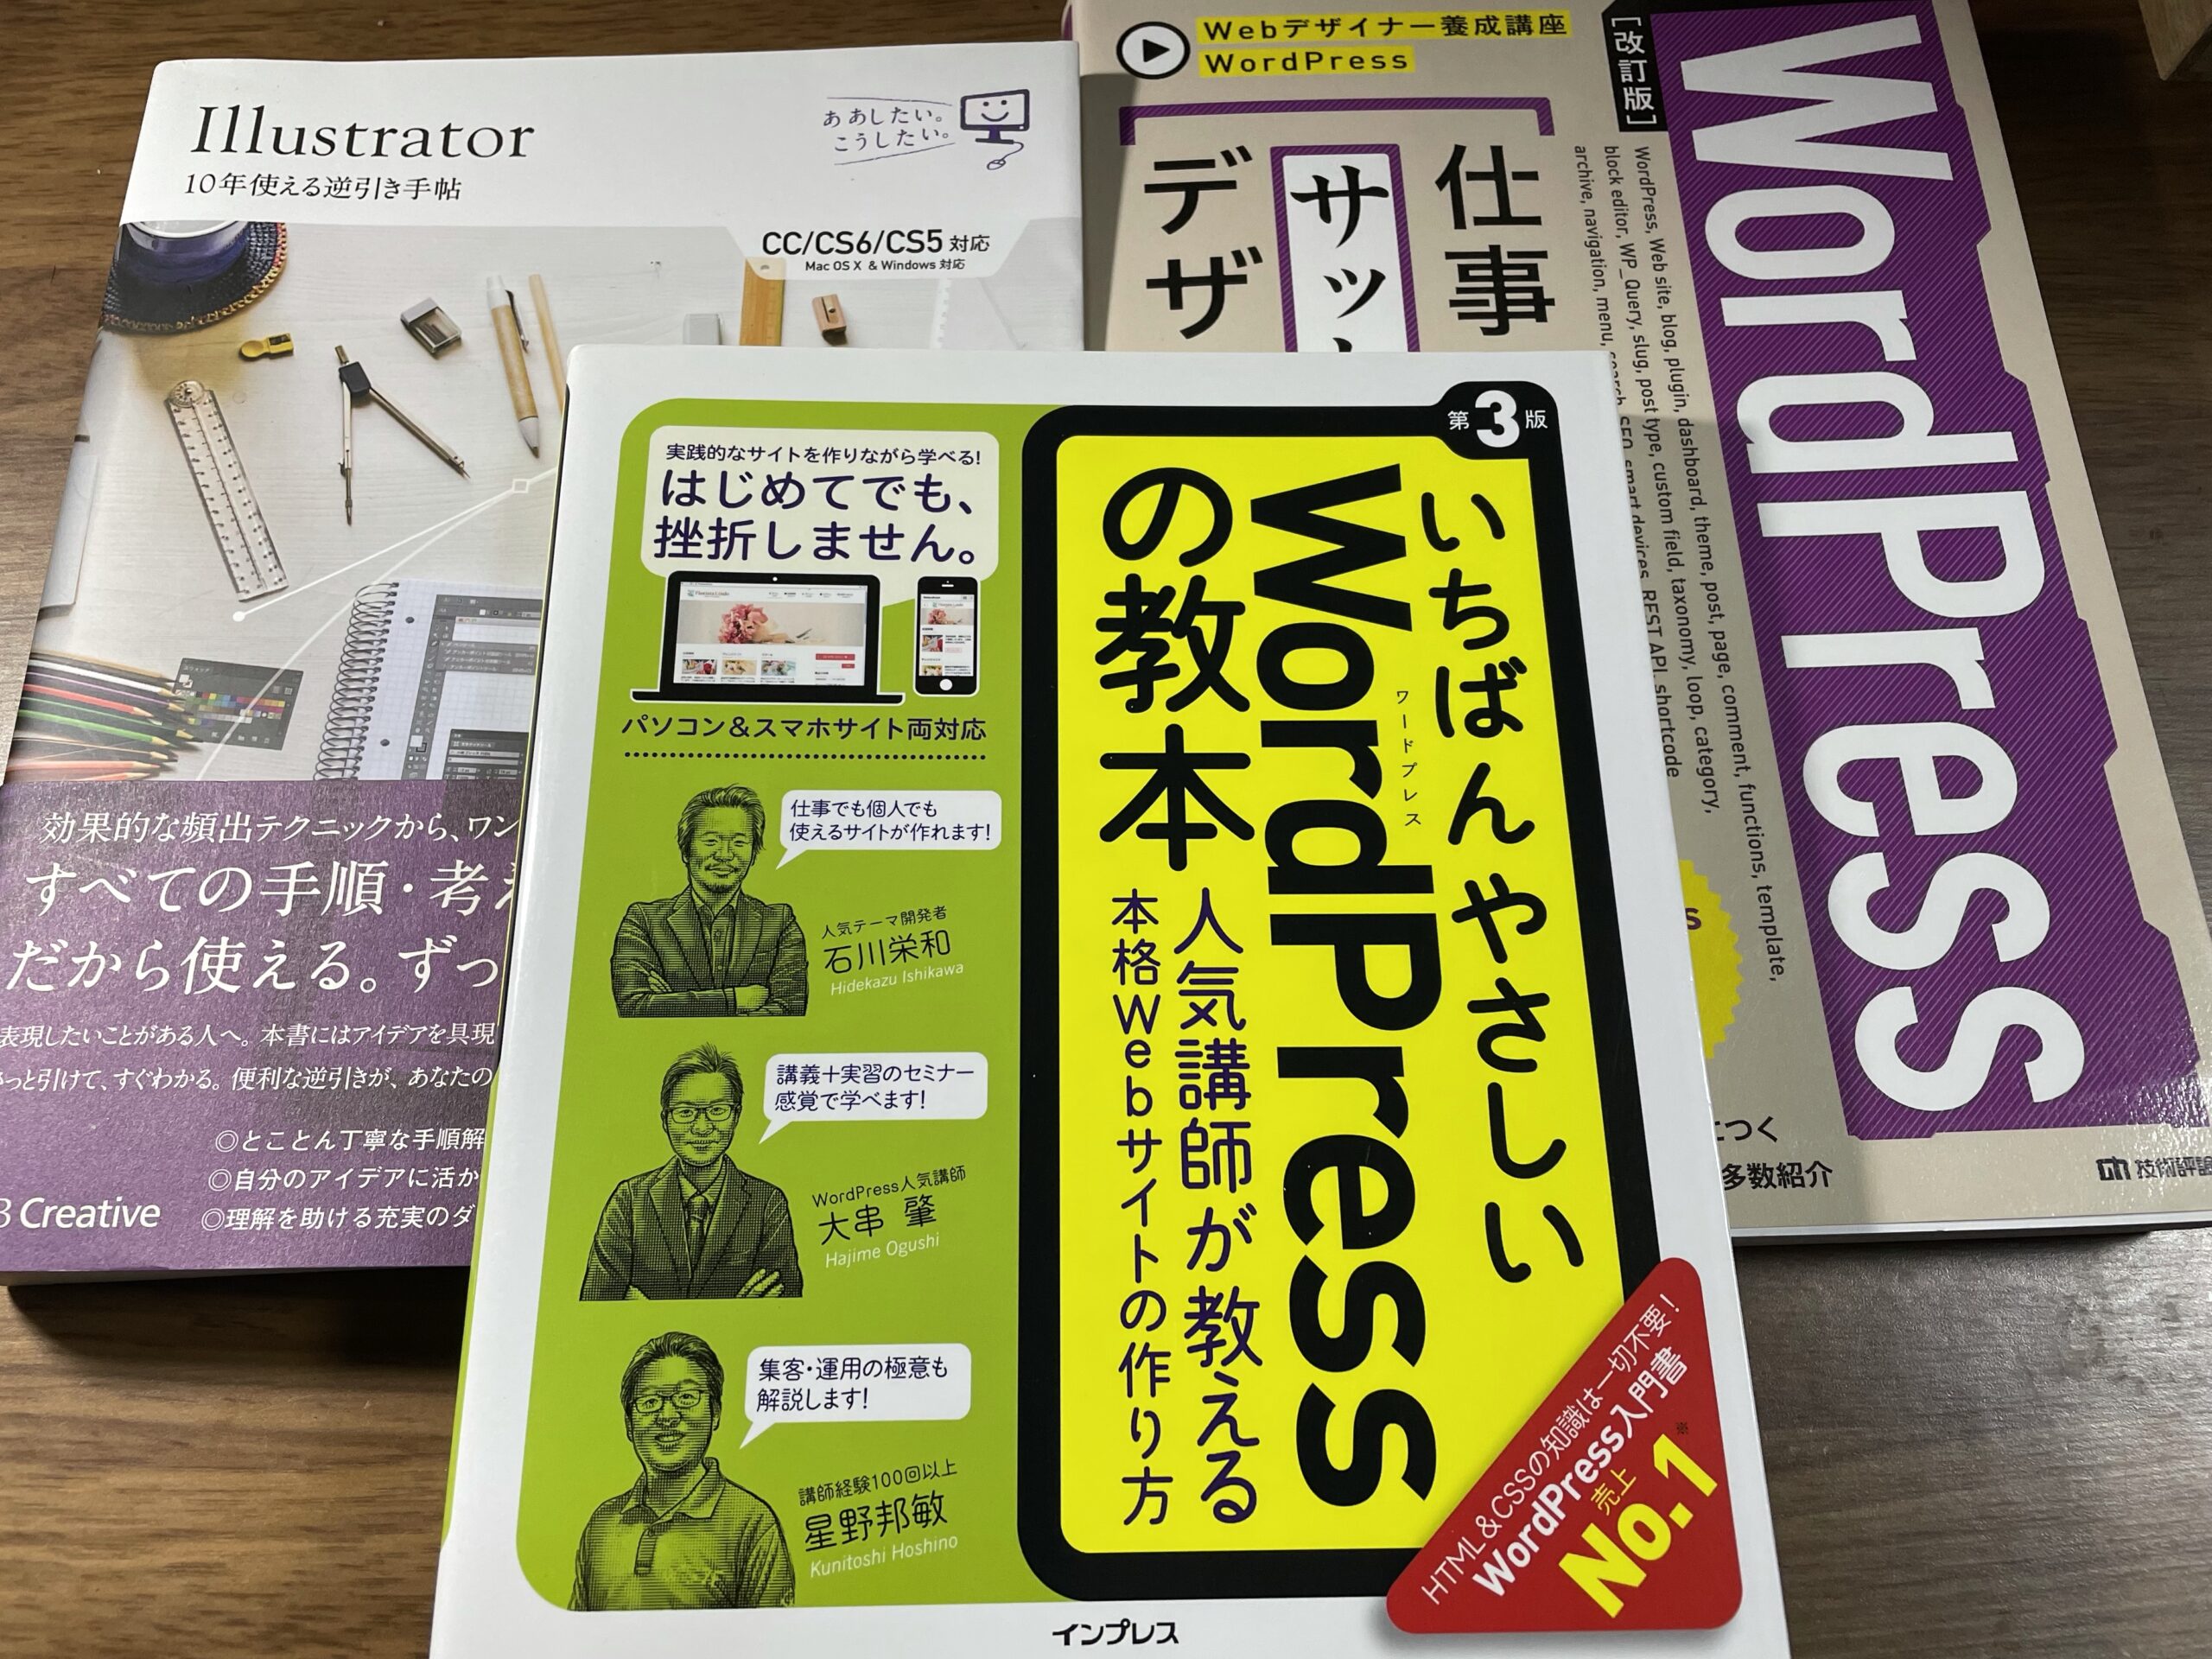 Illustrator
10年使える逆引き手帖
ああしたい。
こうしたい。
CC/CS6/CS5 対応
Mac OS X & Windows 対応
効果的な頻出テクニックから、ワン
すべての手順・考
だから使える。ずっ
表現したいことがある人へ。本書にはアイデアを具現
っと引けて、すぐわかる。便利な逆引きが、あなたの
◎とことん丁寧な手順解
◎自分のアイデアに活か
◎理解を助ける充実のダ
Creative
Webデザイナー養成講座
WordPress
仕事
サッ
デザ
[改訂版]
WordPress
WordPress, Web site, blog, plugin, dashboard, theme, post, page, comment, functions, template,
block editor, WP_Query, slug, post type, custom field, taxonomy, loop, category,
archive, navigation, menu, search, SEO, smart devices, REST API, shortcode
つく
多数紹介
技術評論
第3版
いちばんやさしい
WordPress
ワードプレス
の教本
人気講師が教える
本格Webサイトの作り方
実践的なサイトを作りながら学べる!
はじめてでも、
挫折しません。
パソコン&スマホサイト両対応
仕事でも個人でも
使えるサイトが作れます!
人気テーマ開発者
石川栄和
Hidekazu Ishikawa
講義+実習のセミナー
感覚で学べます!
WordPress人気講師
大串 肇
Hajime Ogushi
集客・運用の極意も
解説します!
講師経験100回以上
星野邦敏
Kunitoshi Hoshino
HTML&CSSの知識は一切不要!
WordPress入門書
売上
No.1
※
インプレス